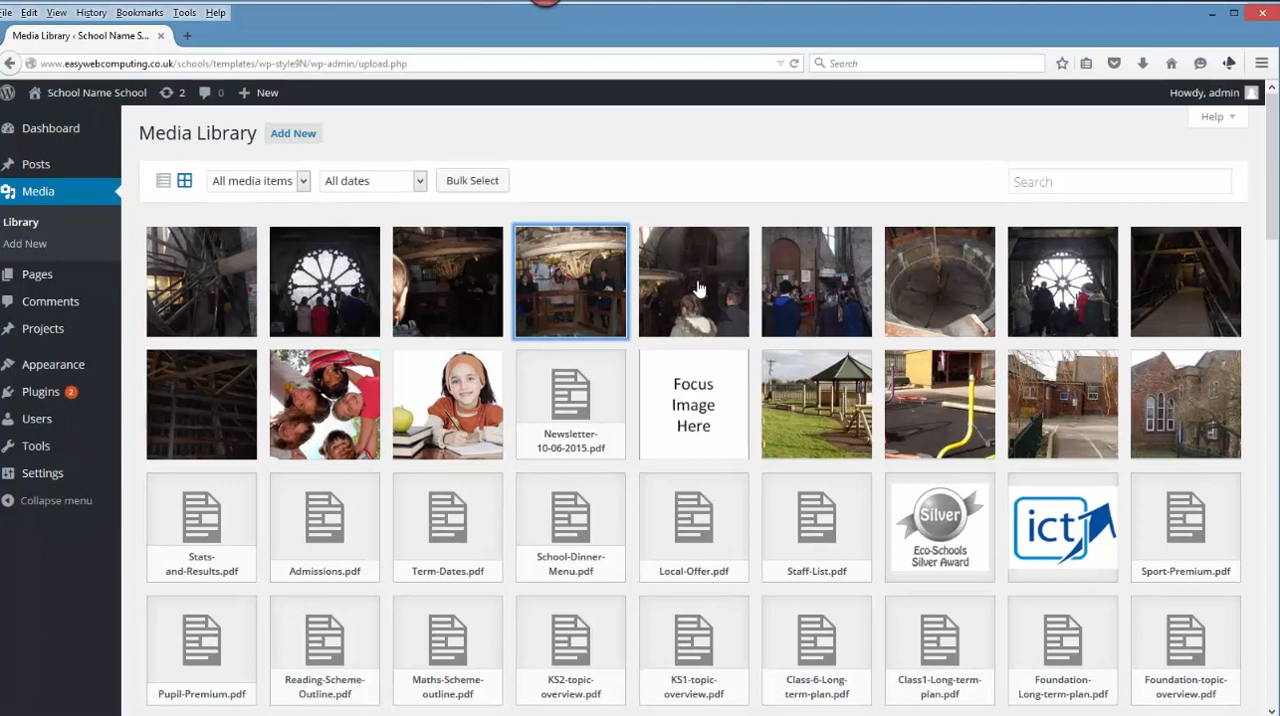 File Edit View History Bookmarks Tools Help
Media Library ‹ School Name S...
www.easywebcomputing.co.uk/schools/templates/wp-style9N/wp-admin/upload.php
Search
School Name School 2 0 New
Howdy, admin
Dashboard
Posts
Media
Library
Add New
Pages
Comments
Projects
Appearance
Plugins 2
Users
Tools
Settings
Collapse menu
Help
Media Library Add New
All media items All dates Bulk Select Search
Newsletter-
10-06-2015.pdf
Focus
Image
Here
Stats-
and-Results.pdf
Admissions.pdf
Term-Dates.pdf
School-Dinner-
Menu.pdf
Local-Offer.pdf
Staff-List.pdf
Silver
Eco-Schools
Silver Award
ict
Sport-Premium.pdf
Pupil-Premium.pdf
Reading-Scheme-
Outline.pdf
Maths-Scheme-
outline.pdf
KS2-topic-
overview.pdf
KS1-topic-
overview.pdf
Class-6-Long-
term-plan.pdf
Class1-Long-term-
plan.pdf
Foundation-
Long-term-plan.pdf
Foundation-topic-
overview.pdf